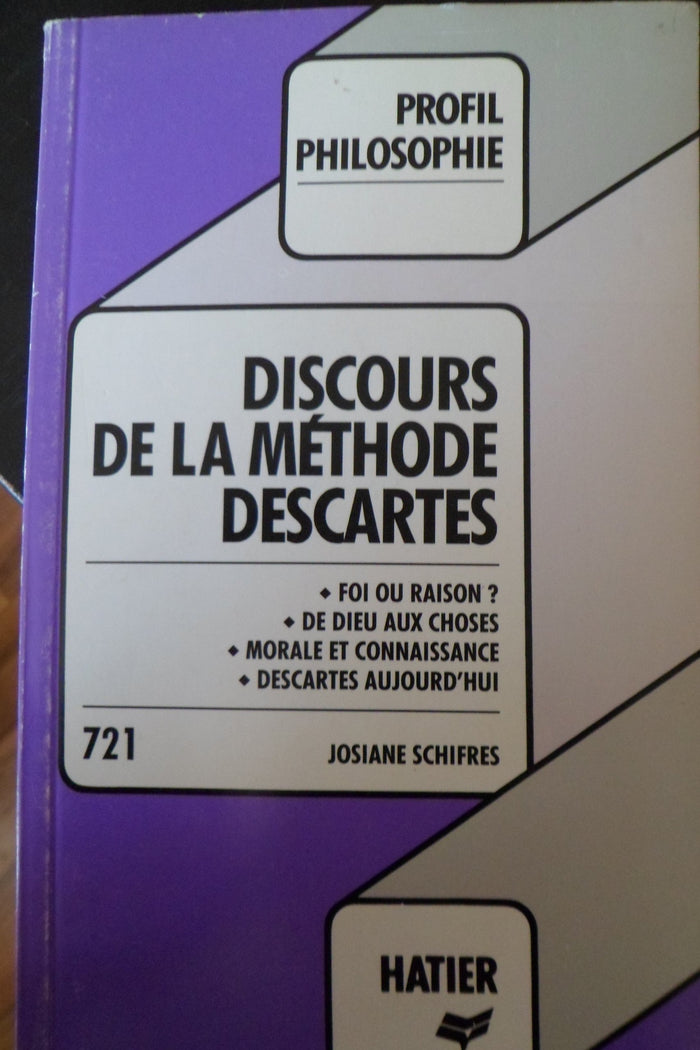 PROFIL
PHILOSOPHIE
DISCOURS
DE LA MÉTHODE
DESCARTES
◆ FOI OU RAISON ?
◆ DE DIEU AUX CHOSES
◆ MORALE ET CONNAISSANCE
◆ DESCARTES AUJOURD'HUI
721
JOSIANE SCHIFRES
HATIER